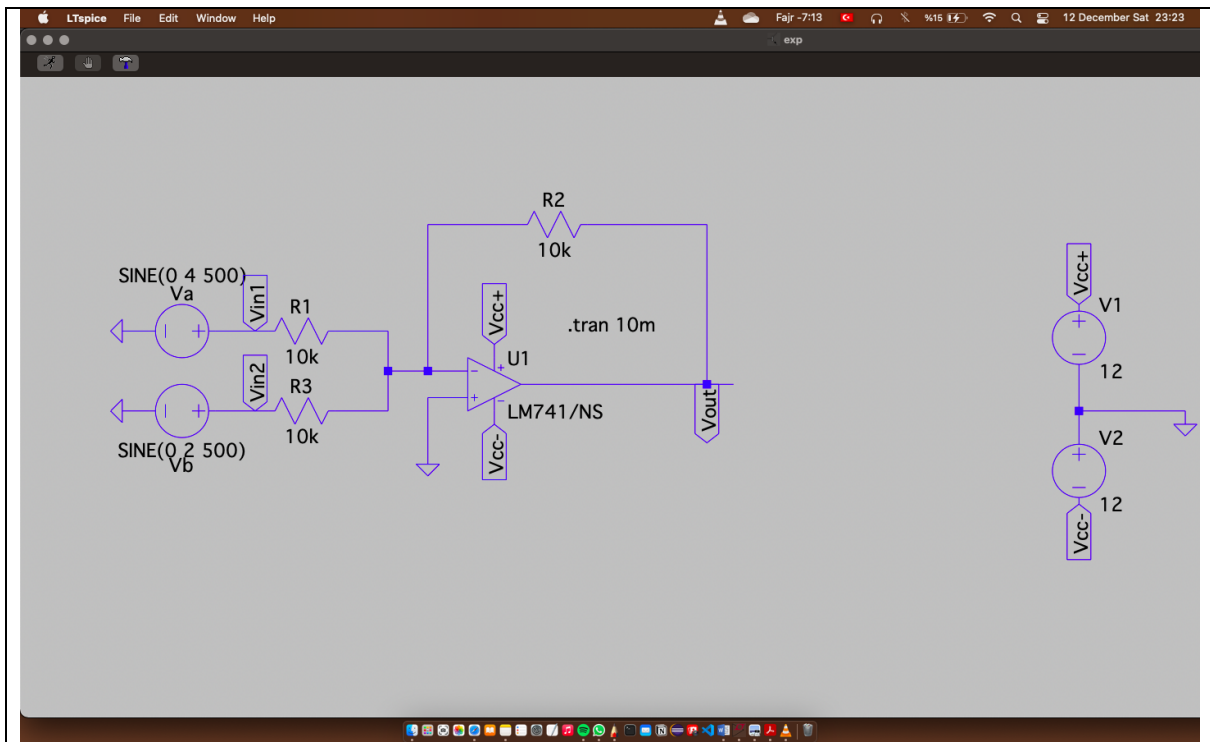 LTspice File Edit Window Help Fajr -7:13 %15 12 December Sat 23:23
exp
R2
10k
SINE(0 4 500)
Va
Vin1
R1
10k
Vcc+
.tran 10m
U1
Vin2
R3
10k
SINE(0 2 500)
Vb
LM741/NS
Vcc-
Vout
Vcc+
V1
12
V2
12
Vcc-